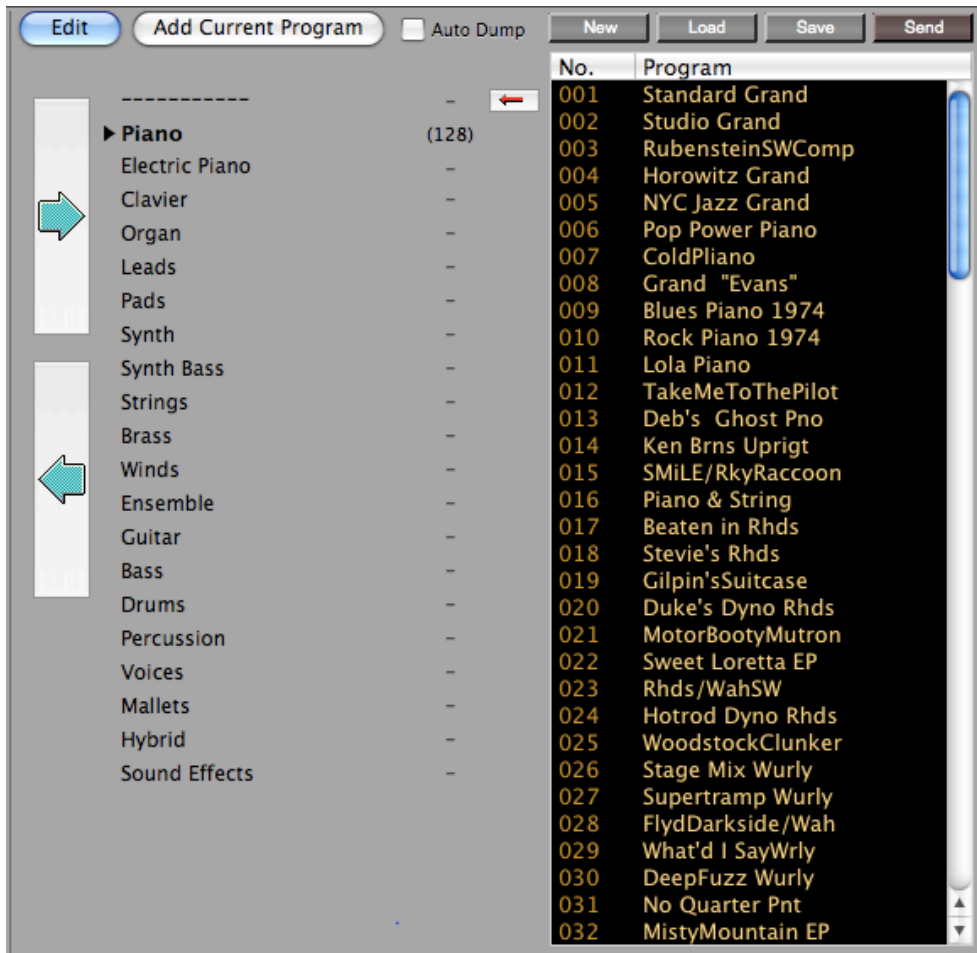 Edit Add Current Program Auto Dump New Load Save Send
No. Program
----------- -
Piano (128)
Electric Piano -
Clavier -
Organ -
Leads -
Pads -
Synth -
Synth Bass -
Strings -
Brass -
Winds -
Ensemble -
Guitar -
Bass -
Drums -
Percussion -
Voices -
Mallets -
Hybrid -
Sound Effects -
001 Standard Grand
002 Studio Grand
003 RubensteinSWComp
004 Horowitz Grand
005 NYC Jazz Grand
006 Pop Power Piano
007 ColdPliano
008 Grand  "Evans"
009 Blues Piano 1974
010 Rock Piano 1974
011 Lola Piano
012 TakeMeToThePilot
013 Deb's  Ghost Pno
014 Ken Brns Uprigt
015 SMiLE/RkyRaccoon
016 Piano & String
017 Beaten in Rhds
018 Stevie's Rhds
019 Gilpin'sSuitcase
020 Duke's Dyno Rhds
021 MotorBootyMutron
022 Sweet Loretta EP
023 Rhds/WahSW
024 Hotrod Dyno Rhds
025 WoodstockClunker
026 Stage Mix Wurly
027 Supertramp Wurly
028 FlydDarkside/Wah
029 What'd I SayWrly
030 DeepFuzz Wurly
031 No Quarter Pnt
032 MistyMountain EP